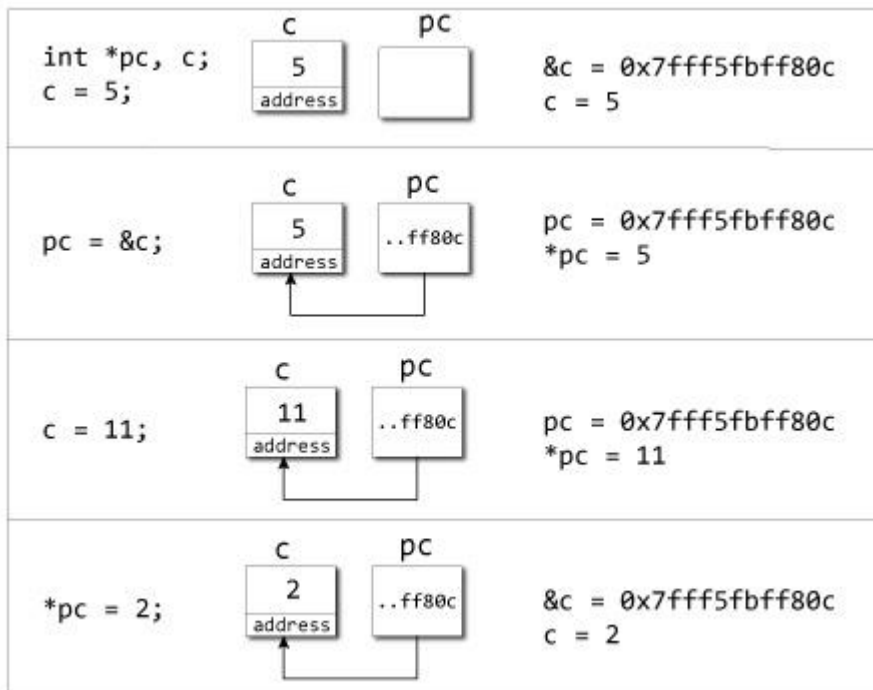 int *pc, c;
c = 5;
c
5
address
pc
&c = 0x7fff5fbff80c
c = 5
pc = &c;
c
5
address
pc
..ff80c
pc = 0x7fff5fbff80c
*pc = 5
c = 11;
c
11
address
pc
..ff80c
pc = 0x7fff5fbff80c
*pc = 11
*pc = 2;
c
2
address
pc
..ff80c
&c = 0x7fff5fbff80c
c = 2